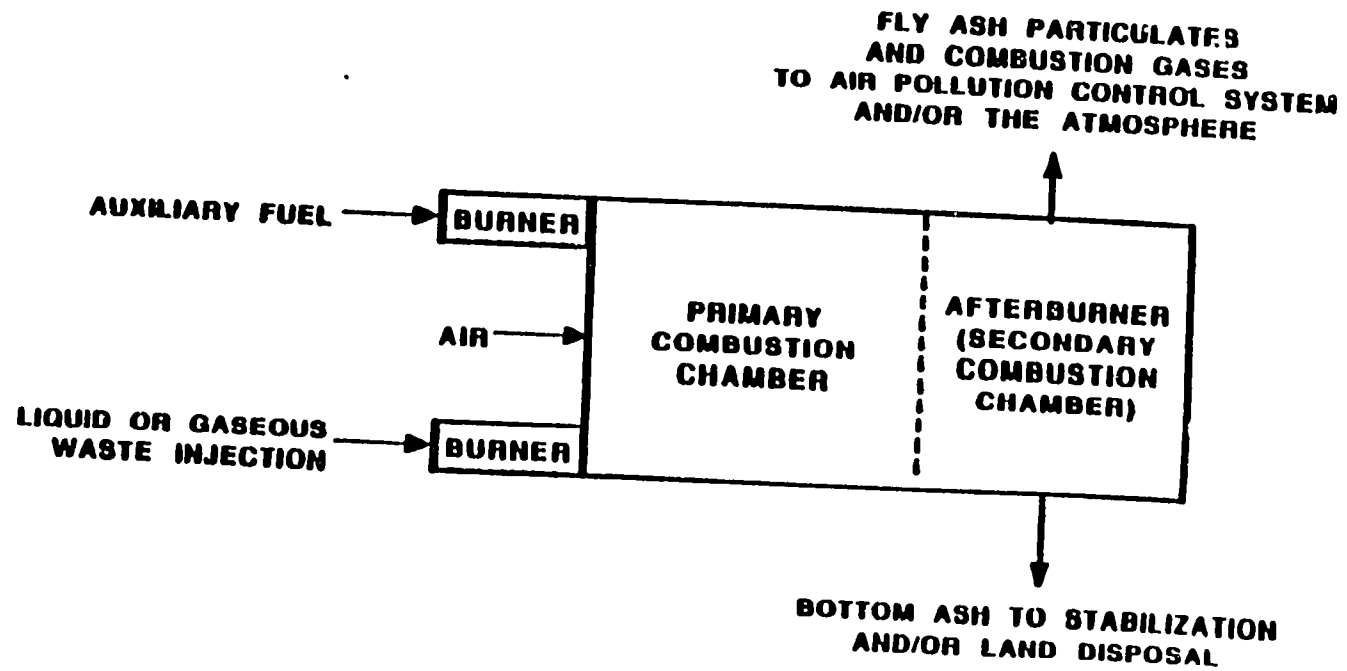 FLY ASH PARTICULATES
AND COMBUSTION GASES
TO AIR POLLUTION CONTROL SYSTEM
AND/OR THE ATMOSPHERE
AUXILIARY FUEL
BURNER
AIR
PRIMARY
COMBUSTION
CHAMBER
AFTERBURNER
(SECONDARY
COMBUSTION
CHAMBER)
LIQUID OR GASEOUS
WASTE INJECTION
BURNER
BOTTOM ASH TO STABILIZATION
AND/OR LAND DISPOSAL